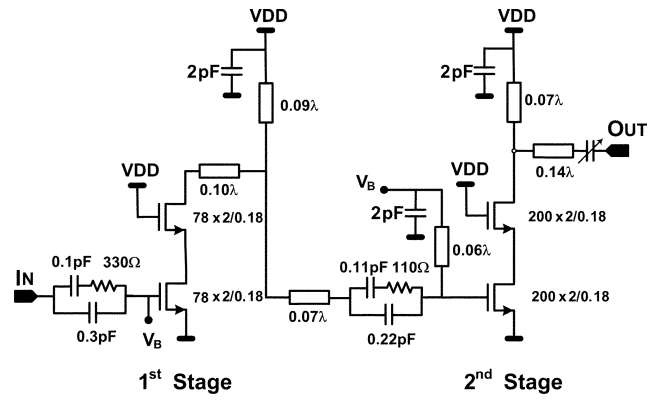 VDD
VDD
2pF
0.09λ
2pF
0.07λ
OUT
0.14λ
VDD
0.10λ
VB
VDD
2pF
78 x 2/0.18
200 x 2/0.18
0.06λ
0.1pF 330Ω
0.11pF 110Ω
IN
78 x 2/0.18
200 x 2/0.18
0.3pF
VB
0.07λ
0.22pF
1st Stage
2nd Stage